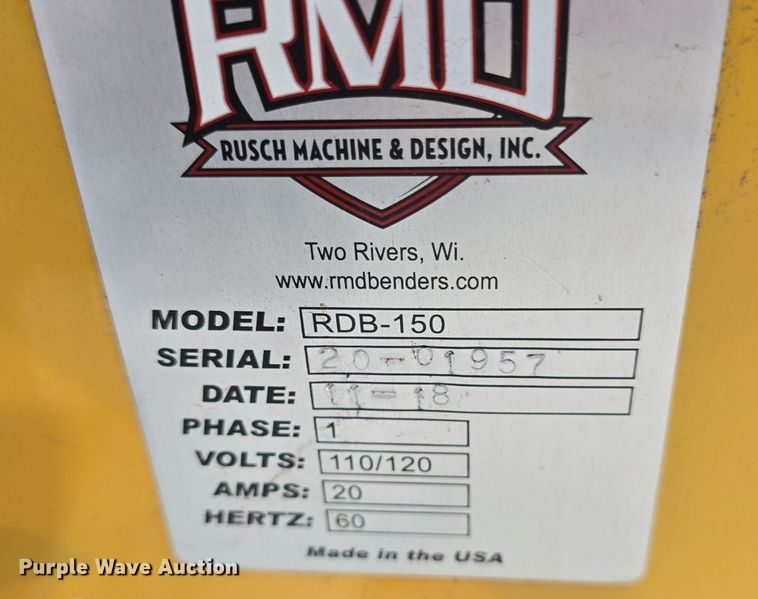 RMD
RUSCH MACHINE & DESIGN, INC.
Two Rivers, Wi.
www.rmdbenders.com
MODEL: RDB-150
SERIAL: 20-01957
DATE: 11-18
PHASE: 1
VOLTS: 110/120
AMPS: 20
HERTZ: 60
Made in the USA
Purple Wave Auction